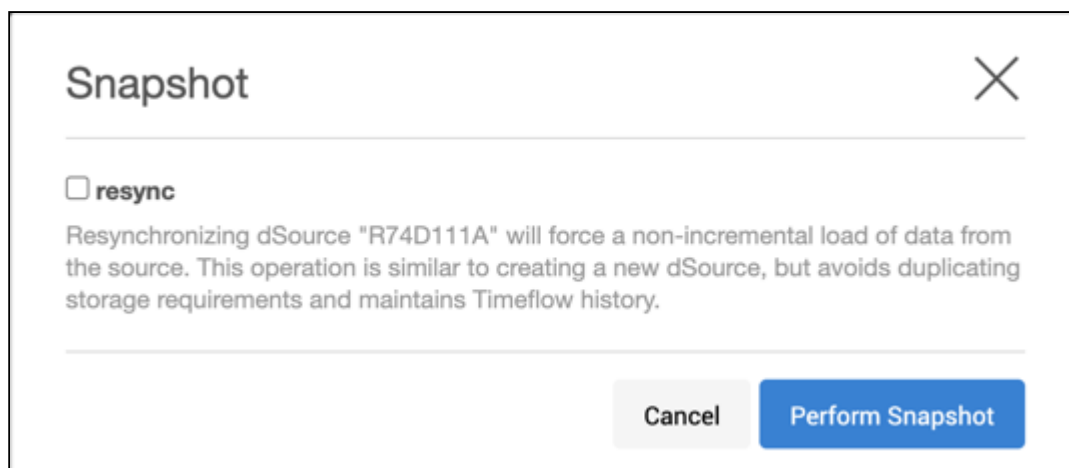 Snapshot
resync
Resynchronizing dSource "R74D111A" will force a non-incremental load of data from
the source. This operation is similar to creating a new dSource, but avoids duplicating
storage requirements and maintains Timeflow history.
Cancel
Perform Snapshot